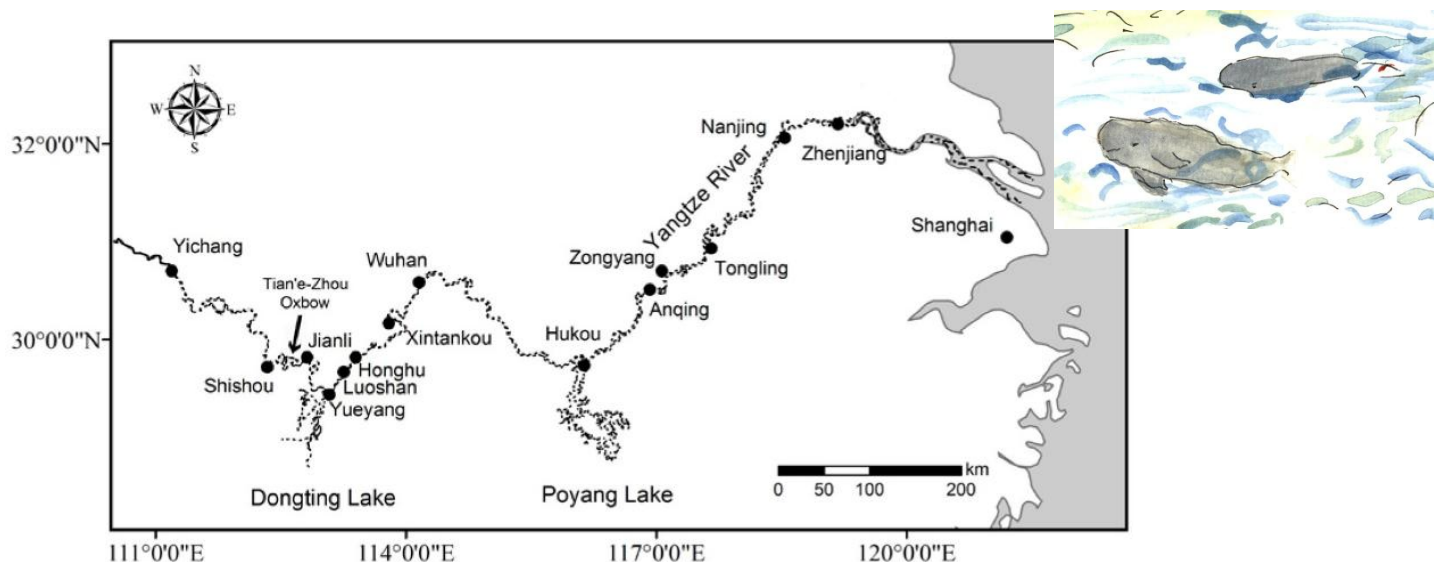 N
W E
S
32°0'0"N
30°0'0"N
Nanjing
Zhenjiang
Yangtze River
Shanghai
Yichang
Wuhan
Zongyang
Tongling
Tian'e-Zhou
Oxbow
Anqing
Jianli
Xintankou
Hukou
Honghu
Shishou
Luoshan
Yueyang
Dongting Lake
Poyang Lake
km
0 50 100 200
111°0'0"E 114°0'0"E 117°0'0"E 120°0'0"E